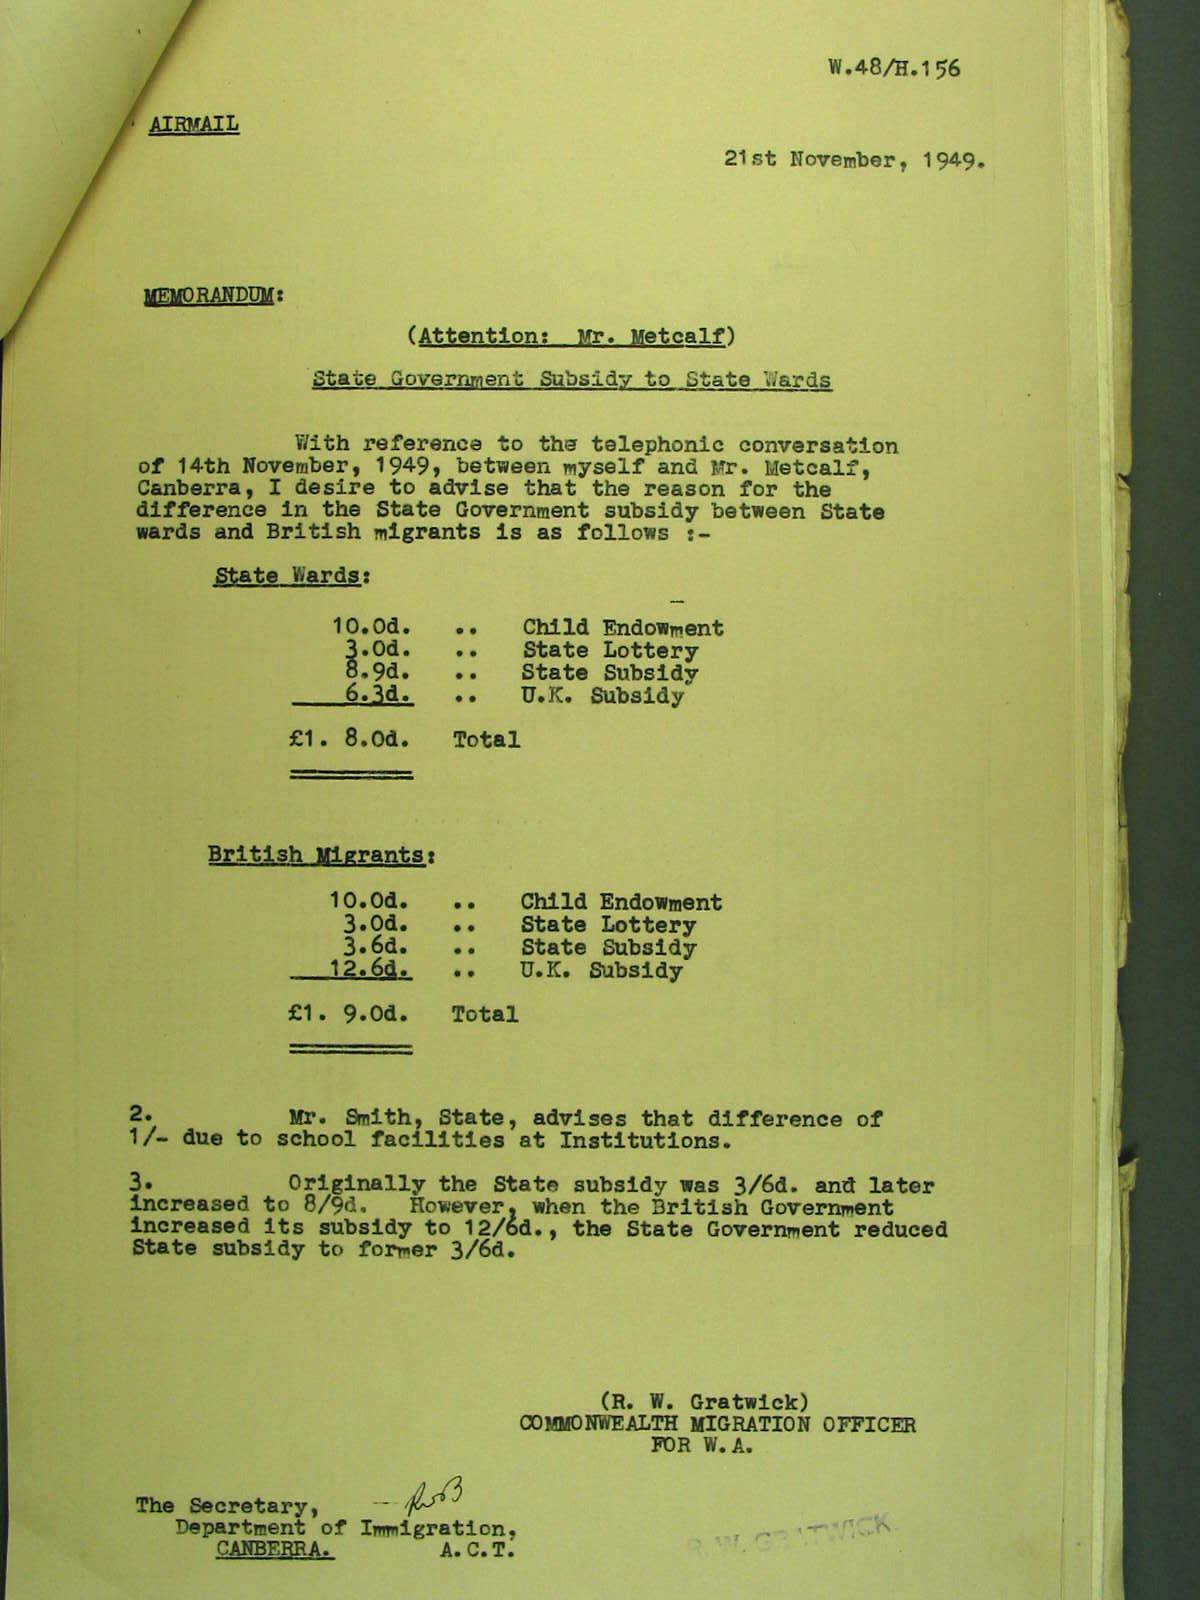 W.48/H.156
AIRMAIL
21st November, 1949.
MEMORANDUM:
(Attention: Mr. Metcalf)
State Government Subsidy to State Wards
With reference to the telephonic conversation
of 14th November, 1949, between myself and Mr. Metcalf,
Canberra, I desire to advise that the reason for the
difference in the State Government subsidy between State
wards and British migrants is as follows :-
State Wards:
10.0d. .. Child Endowment
3.0d. .. State Lottery
8.9d. .. State Subsidy
6.3d. .. U.K. Subsidy
£1. 8.0d. Total
British Migrants:
10.0d. .. Child Endowment
3.0d. .. State Lottery
3.6d. .. State Subsidy
12.6d. .. U.K. Subsidy
£1. 9.0d. Total
2. Mr. Smith, State, advises that difference of
1/- due to school facilities at Institutions.
3. Originally the State subsidy was 3/6d. and later
increased to 8/9d. However, when the British Government
increased its subsidy to 12/6d., the State Government reduced
State subsidy to former 3/6d.
(R. W. Gratwick)
COMMONWEALTH MIGRATION OFFICER
FOR W.A.
The Secretary,
Department of Immigration,
CANBERRA. A.C.T.
R. W. GRATWICK